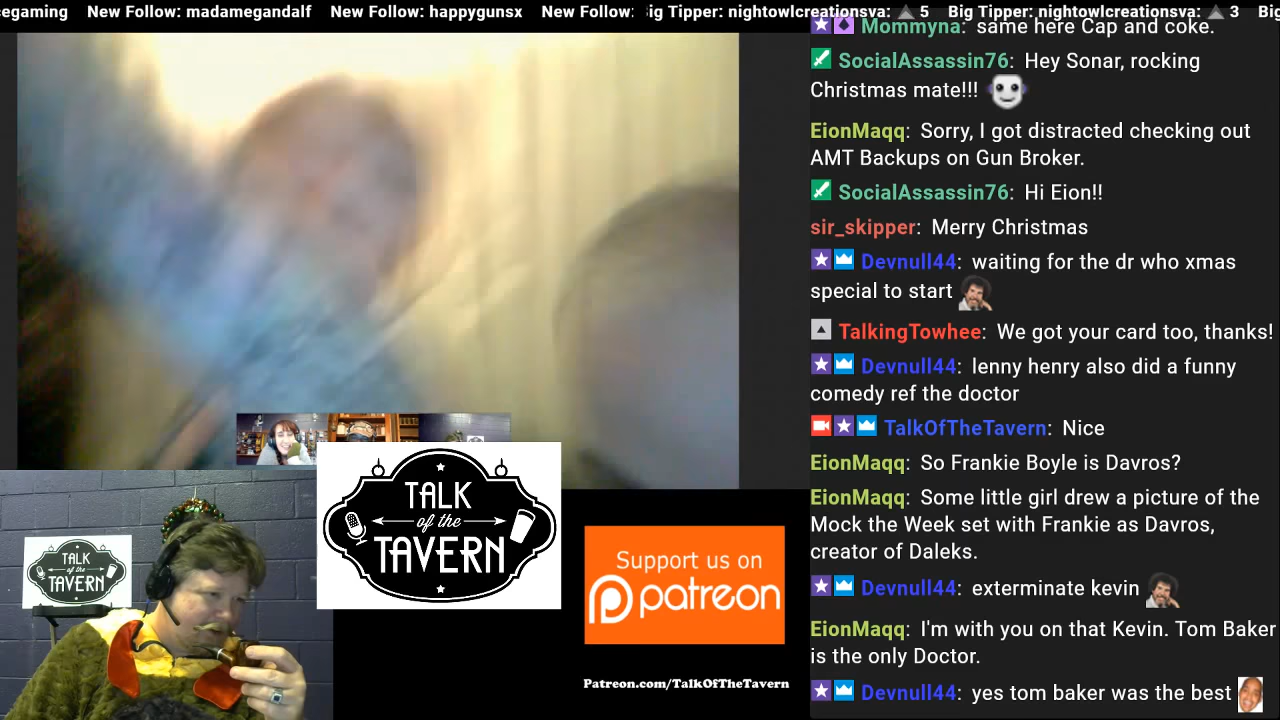 cegaming New Follow: madamegandalf New Follow: happygunsx New Follow: ig Tipper: nightowlcreationsva: 5 Big Tipper: nightowlcreationsva: 3 Big
Mommyna: same here Cap and coke.
SocialAssassin76: Hey Sonar, rocking
Christmas mate!!!
EionMaqq: Sorry, I got distracted checking out
AMT Backups on Gun Broker.
SocialAssassin76: Hi Eion!!
sir_skipper: Merry Christmas
Devnull44: waiting for the dr who xmas
special to start
TalkingTowhee: We got your card too, thanks!
Devnull44: lenny henry also did a funny
comedy ref the doctor
TalkOfTheTavern: Nice
EionMaqq: So Frankie Boyle is Davros?
EionMaqq: Some little girl drew a picture of the
Mock the Week set with Frankie as Davros,
creator of Daleks.
Devnull44: exterminate kevin
EionMaqq: I'm with you on that Kevin. Tom Baker
is the only Doctor.
Devnull44: yes tom baker was the best
TALK
of the
TAVERN
TALK
of the
TAVERN
Support us on
patreon
Patreon.com/TalkOfTheTavern